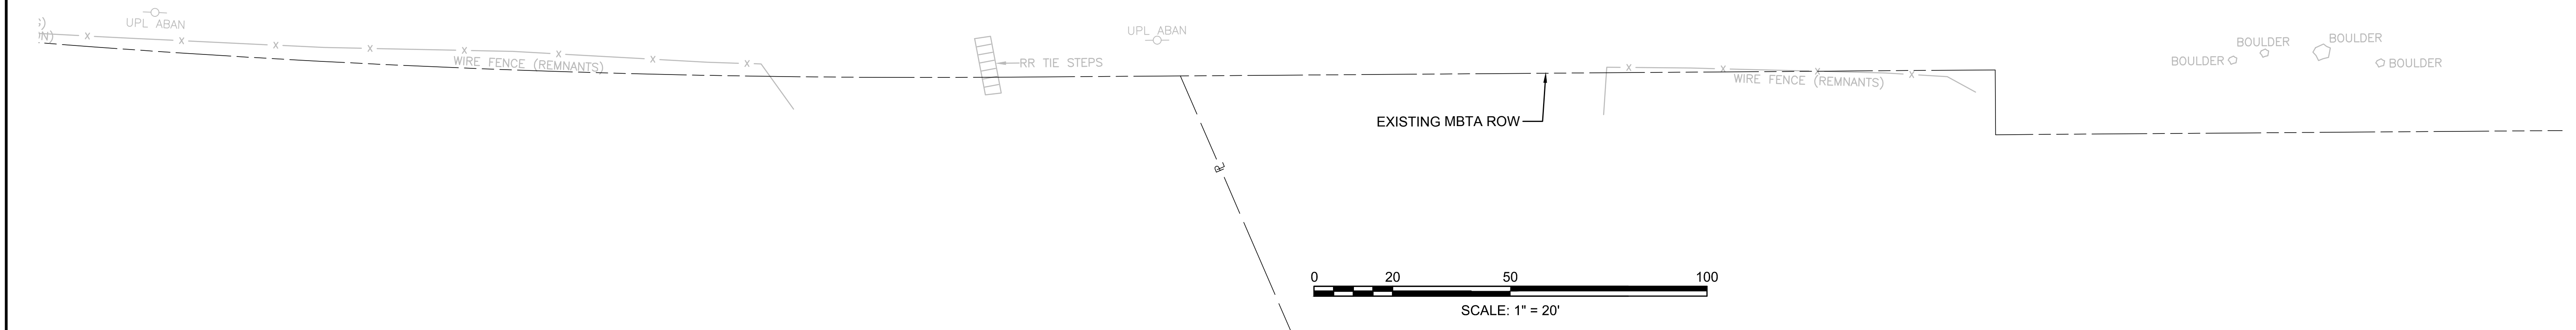 UPL ABAN
WIRE FENCE (REMNANTS)
RR TIE STEPS
UPL ABAN
EXISTING MBTA ROW
WIRE FENCE (REMNANTS)
BOULDER
BOULDER
BOULDER
BOULDER
PL
0 20 50 100
SCALE: 1" = 20'